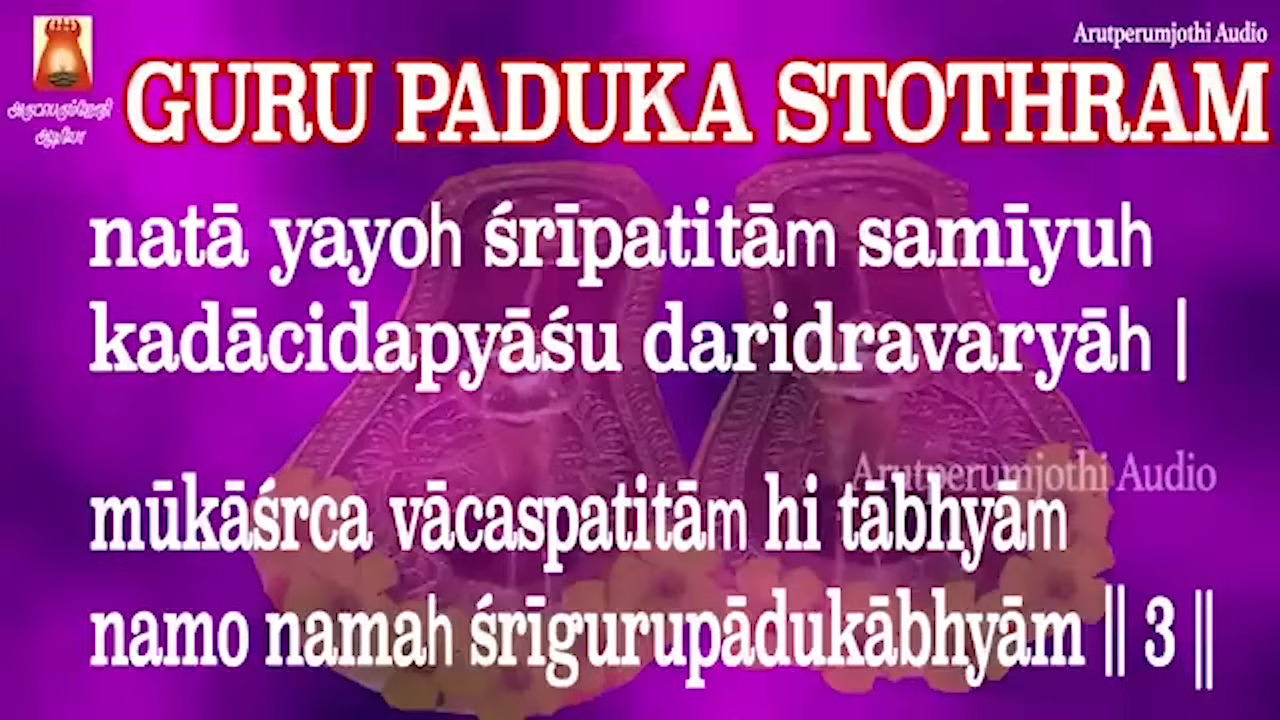 Arutperumjothi Audio
GURU PADUKA STOTHRAM
natā yayoh śrīpatitām samīyuh
kadācidapyāśu daridravaryāh |
Arutperumjothi Audio
mūkāśrca vācaspatitām hi tābhyām
namo namah śrīgurupādukābhyām || 3 ||